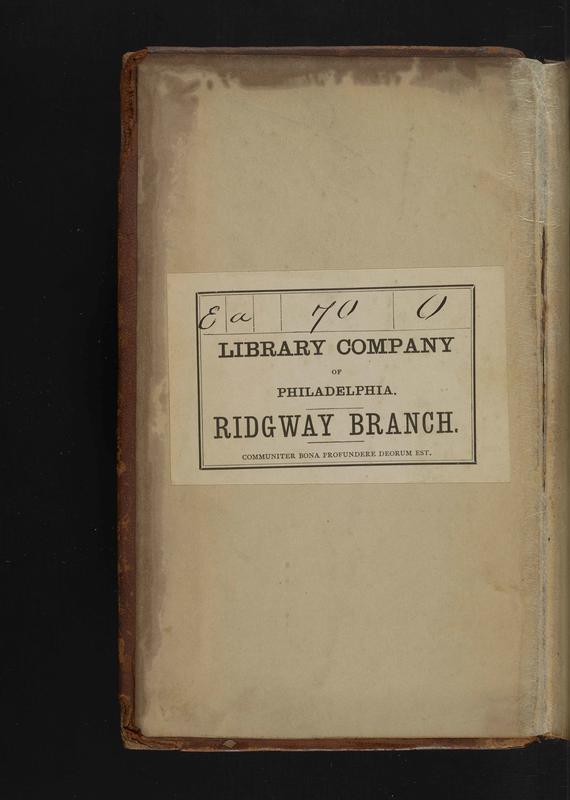 Ea 70 O
LIBRARY COMPANY
OF
PHILADELPHIA.
RIDGWAY BRANCH.
COMMUNITER BONA PROFUNDERE DEORUM EST.